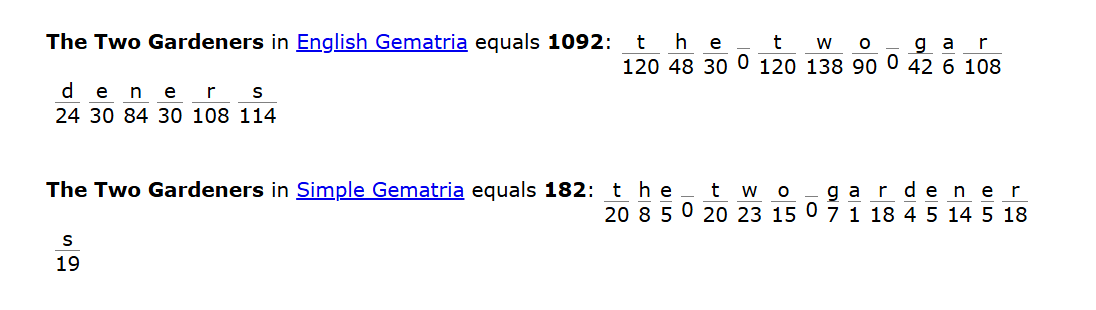 The Two Gardeners in English Gematria equals 1092: t h e _ t w o _ g a r
120 48 30 0 120 138 90 0 42 6 108
d e n e r s
24 30 84 30 108 114
The Two Gardeners in Simple Gematria equals 182: t h e _ t w o _ g a r d e n e r
20 8 5 0 20 23 15 0 7 1 18 4 5 14 5 18
s
19